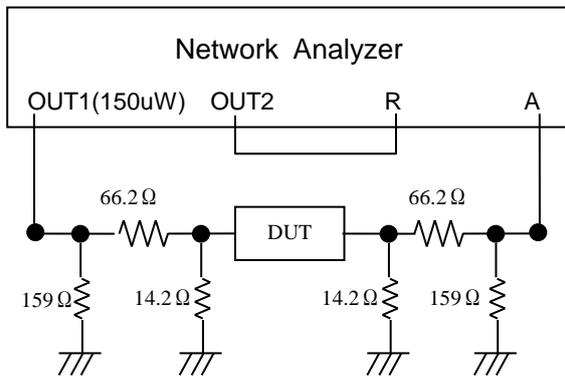 Network Analyzer
OUT1(150uW) OUT2 R A
66.2 Ω 66.2 Ω
DUT
159 Ω 14.2 Ω 14.2 Ω 159 Ω